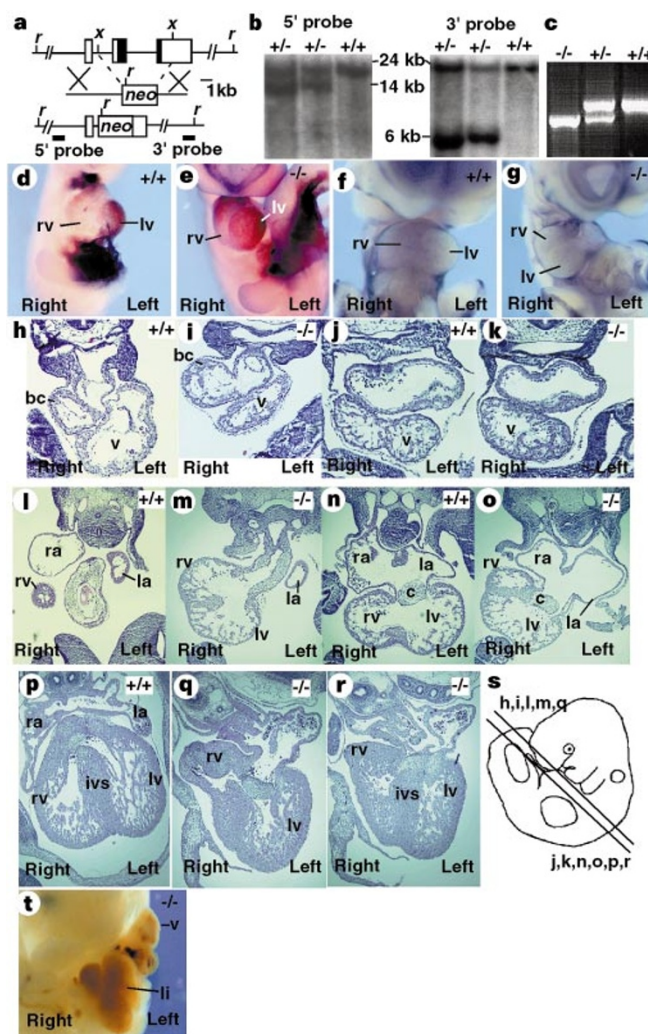 a
r x x r
neo
r
1kb
r neo r
5' probe 3' probe
b
5' probe 3' probe
+/- +/- +/+ +/- +/- +/+
24 kb
14 kb
6 kb
c
-/- +/- +/+
d
+/+
rv lv
Right Left
e
-/-
lv
rv
Right Left
f
+/+
rv
lv
Right Left
g
-/-
rv
lv
Right Left
h
+/+
bc
v
Right Left
i
-/-
bc
v
Right Left
j
+/+
v
Right Left
k
-/-
v
Right Left
l
+/+
ra
la
rv
Right Left
m
-/-
rv
la
lv
Right Left
n
+/+
ra la
c
rv lv
Right Left
o
-/-
rv ra
c
lv la
Right Left
p
+/+
ra la
ivs
rv lv
Right Left
q
-/-
rv
lv
Right Left
r
-/-
rv
ivs lv
Right Left
s
h,i,l,m,q
j,k,n,o,p,r
t
-/-
v
li
Right Left